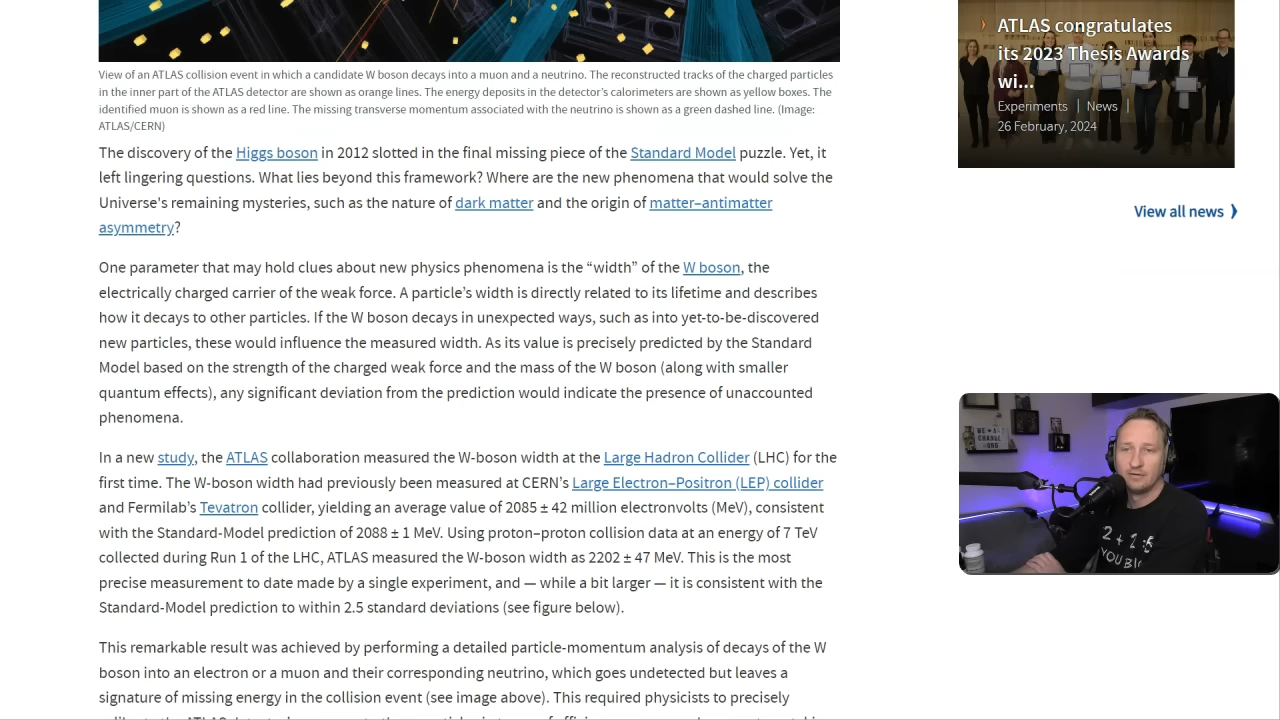 View of an ATLAS collision event in which a candidate W boson decays into a muon and a neutrino. The reconstructed tracks of the charged particles
in the inner part of the ATLAS detector are shown as orange lines. The energy deposits in the detector’s calorimeters are shown as yellow boxes. The
identified muon is shown as a red line. The missing transverse momentum associated with the neutrino is shown as a green dashed line. (Image:
ATLAS/CERN)
The discovery of the Higgs boson in 2012 slotted in the final missing piece of the Standard Model puzzle. Yet, it
left lingering questions. What lies beyond this framework? Where are the new phenomena that would solve the
Universe's remaining mysteries, such as the nature of dark matter and the origin of matter–antimatter
asymmetry?
One parameter that may hold clues about new physics phenomena is the “width” of the W boson, the
electrically charged carrier of the weak force. A particle’s width is directly related to its lifetime and describes
how it decays to other particles. If the W boson decays in unexpected ways, such as into yet-to-be-discovered
new particles, these would influence the measured width. As its value is precisely predicted by the Standard
Model based on the strength of the charged weak force and the mass of the W boson (along with smaller
quantum effects), any significant deviation from the prediction would indicate the presence of unaccounted
phenomena.
In a new study, the ATLAS collaboration measured the W-boson width at the Large Hadron Collider (LHC) for the
first time. The W-boson width had previously been measured at CERN’s Large Electron–Positron (LEP) collider
and Fermilab’s Tevatron collider, yielding an average value of 2085 ± 42 million electronvolts (MeV), consistent
with the Standard-Model prediction of 2088 ± 1 MeV. Using proton–proton collision data at an energy of 7 TeV
collected during Run 1 of the LHC, ATLAS measured the W-boson width as 2202 ± 47 MeV. This is the most
precise measurement to date made by a single experiment, and — while a bit larger — it is consistent with the
Standard-Model prediction to within 2.5 standard deviations (see figure below).
This remarkable result was achieved by performing a detailed particle-momentum analysis of decays of the W
boson into an electron or a muon and their corresponding neutrino, which goes undetected but leaves a
signature of missing energy in the collision event (see image above). This required physicists to precisely
ATLAS congratulates
its 2023 Thesis Awards
wi...
Experiments | News |
26 February, 2024
View all news ❯
WE ARE
CHANGE
2 + 2 = 5
YOU BI